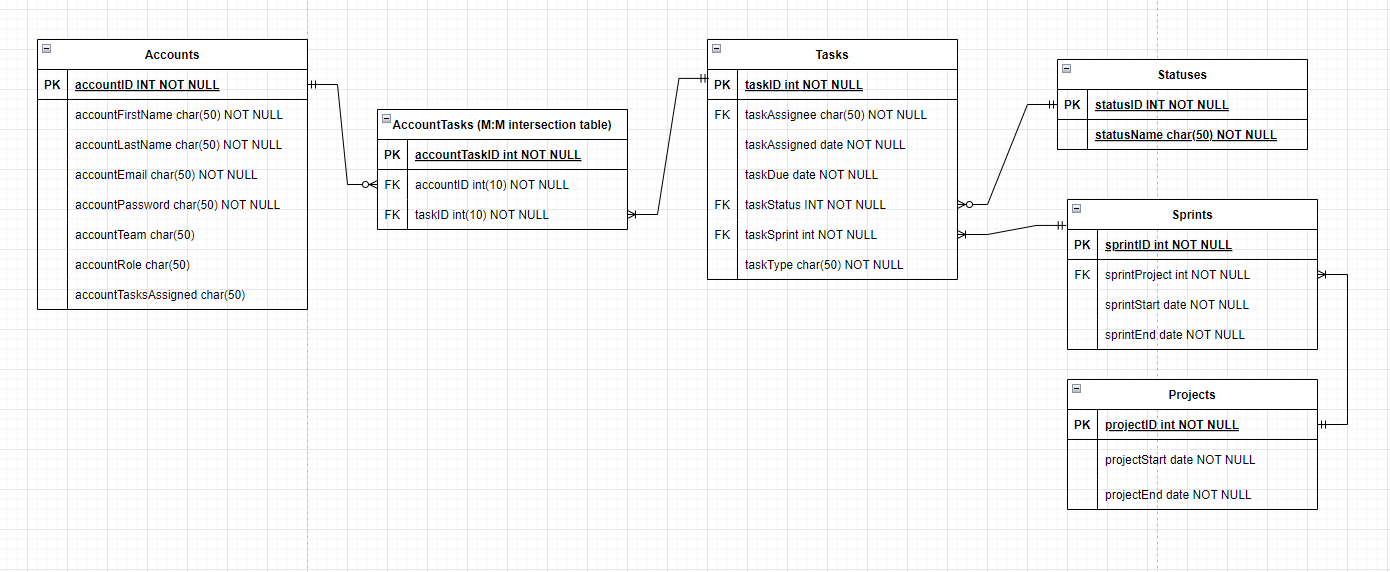 Accounts
PK accountID INT NOT NULL
accountFirstName char(50) NOT NULL
accountLastName char(50) NOT NULL
accountEmail char(50) NOT NULL
accountPassword char(50) NOT NULL
accountTeam char(50)
accountRole char(50)
accountTasksAssigned char(50)
AccountTasks (M:M intersection table)
PK accountTaskID int NOT NULL
FK accountID int(10) NOT NULL
FK taskID int(10) NOT NULL
Tasks
PK taskID int NOT NULL
FK taskAssignee char(50) NOT NULL
taskAssigned date NOT NULL
taskDue date NOT NULL
FK taskStatus INT NOT NULL
FK taskSprint int NOT NULL
taskType char(50) NOT NULL
Statuses
PK statusID INT NOT NULL
statusName char(50) NOT NULL
Sprints
PK sprintID int NOT NULL
FK sprintProject int NOT NULL
sprintStart date NOT NULL
sprintEnd date NOT NULL
Projects
PK projectID int NOT NULL
projectStart date NOT NULL
projectEnd date NOT NULL